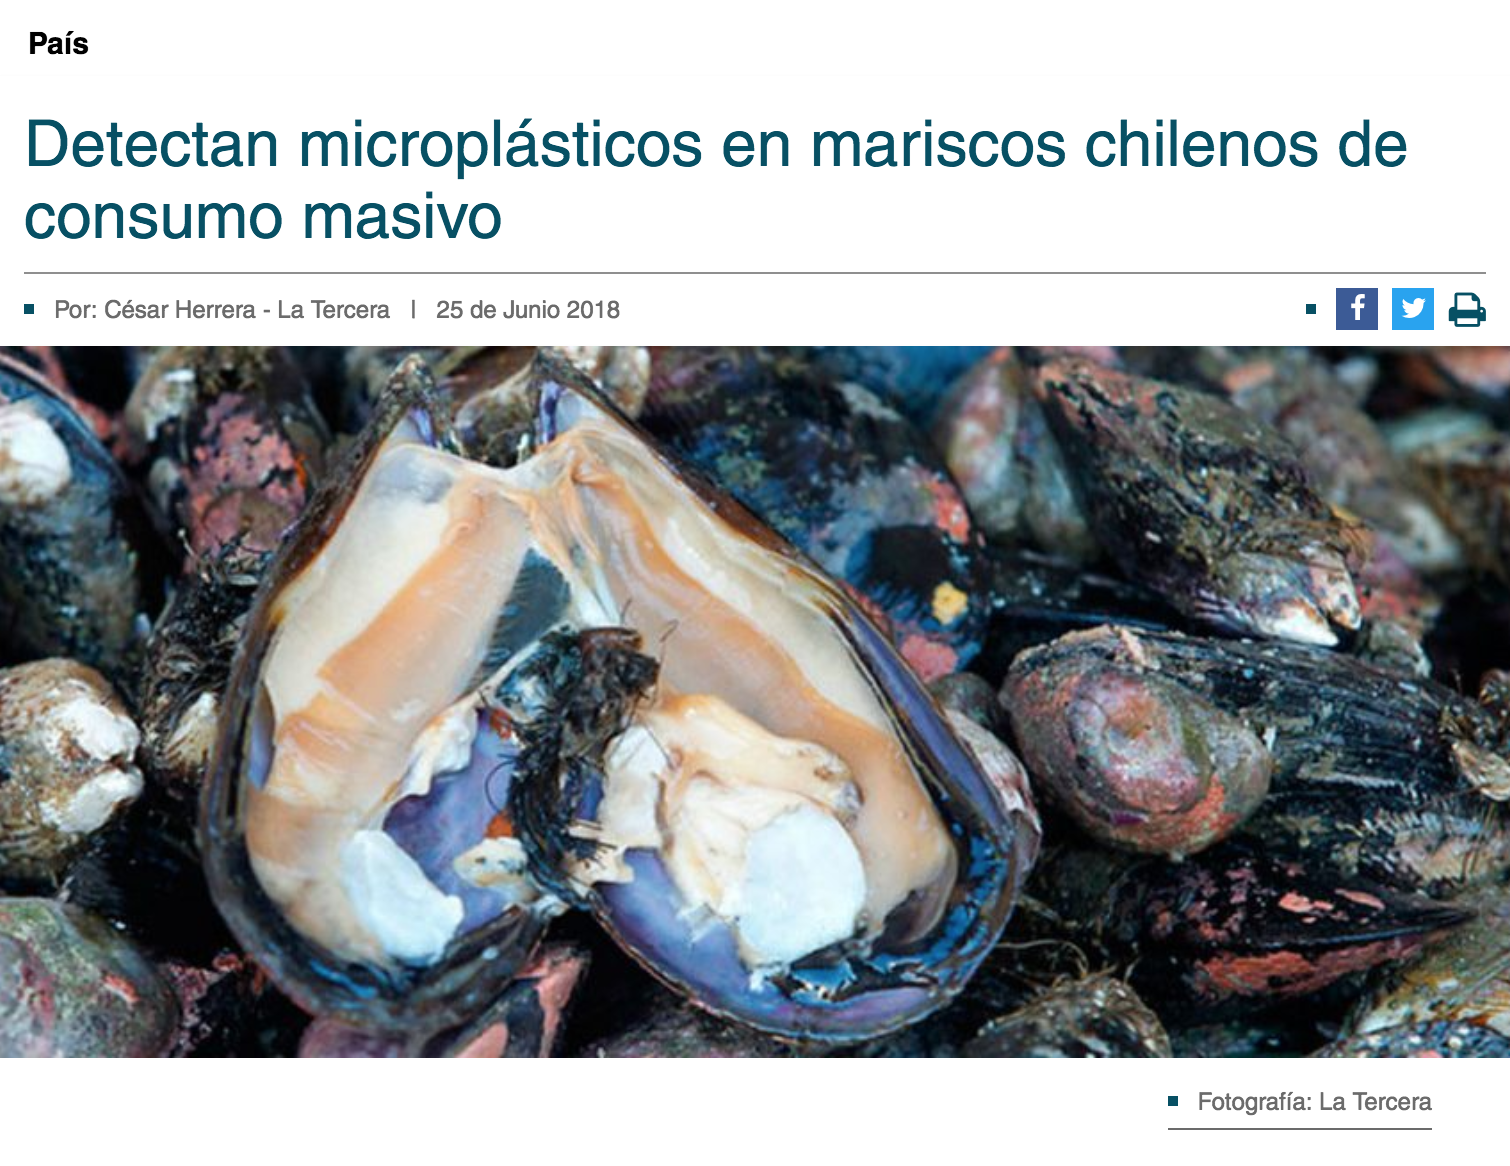 País
Detectan microplásticos en mariscos chilenos de
consumo masivo
Por: César Herrera - La Tercera | 25 de Junio 2018
Fotografía: La Tercera